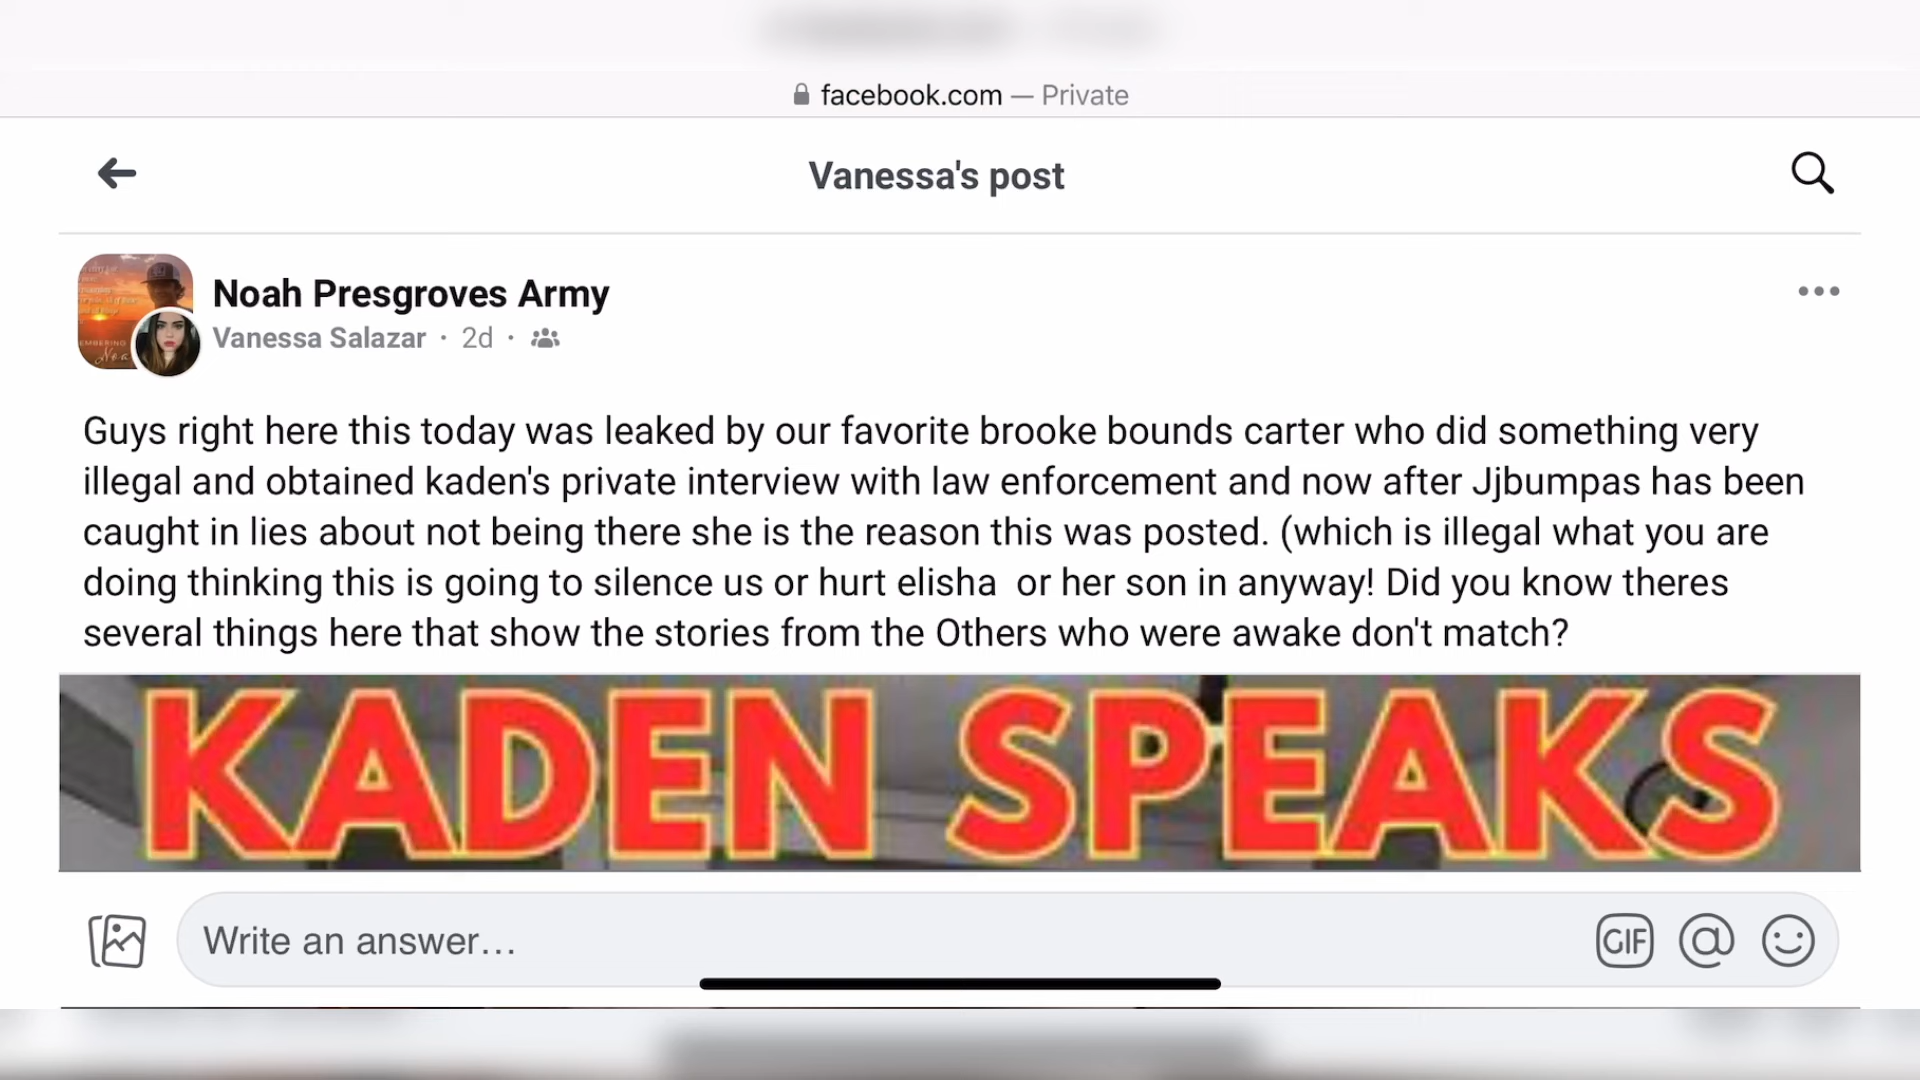 facebook.com — Private
Vanessa's post
Noah Presgroves Army
Vanessa Salazar · 2d ·
Guys right here this today was leaked by our favorite brooke bounds carter who did something very
illegal and obtained kaden's private interview with law enforcement and now after Jjbumpas has been
caught in lies about not being there she is the reason this was posted. (which is illegal what you are
doing thinking this is going to silence us or hurt elisha  or her son in anyway! Did you know theres
several things here that show the stories from the Others who were awake don't match?
KADEN SPEAKS
Write an answer...
GIF